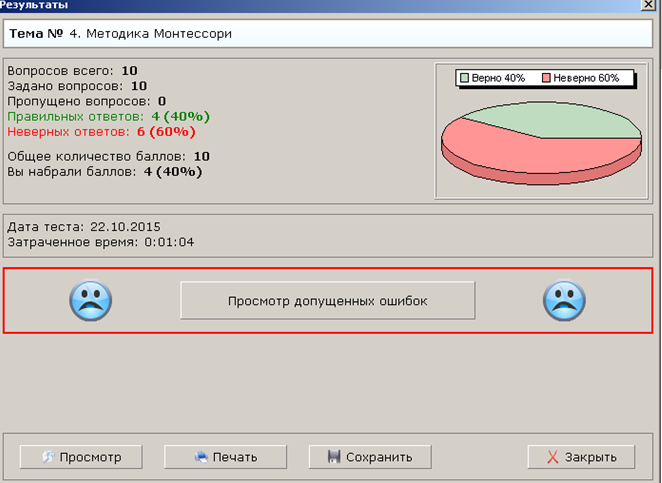 Результаты
Тема № 4. Методика Монтессори
Вопросов всего: 10
Задано вопросов: 10
Пропущено вопросов: 0
Правильных ответов: 4 (40%)
Неверных ответов: 6 (60%)
Общее количество баллов: 10
Вы набрали баллов: 4 (40%)
Верно 40% Неверно 60%
Дата теста: 22.10.2015
Затраченное время: 0:01:04
Просмотр допущенных ошибок
Просмотр Печать Сохранить Закрыть